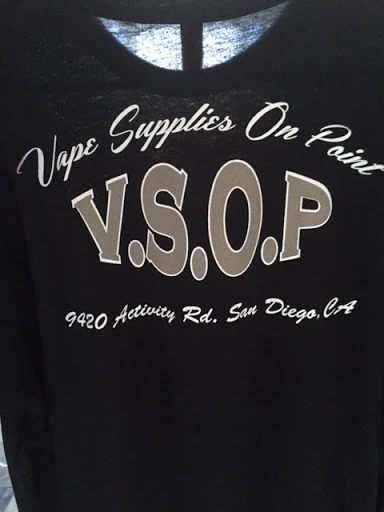 Vape Supplies On Point
V.S.O.P
9420 Activity Rd. San Diego, CA